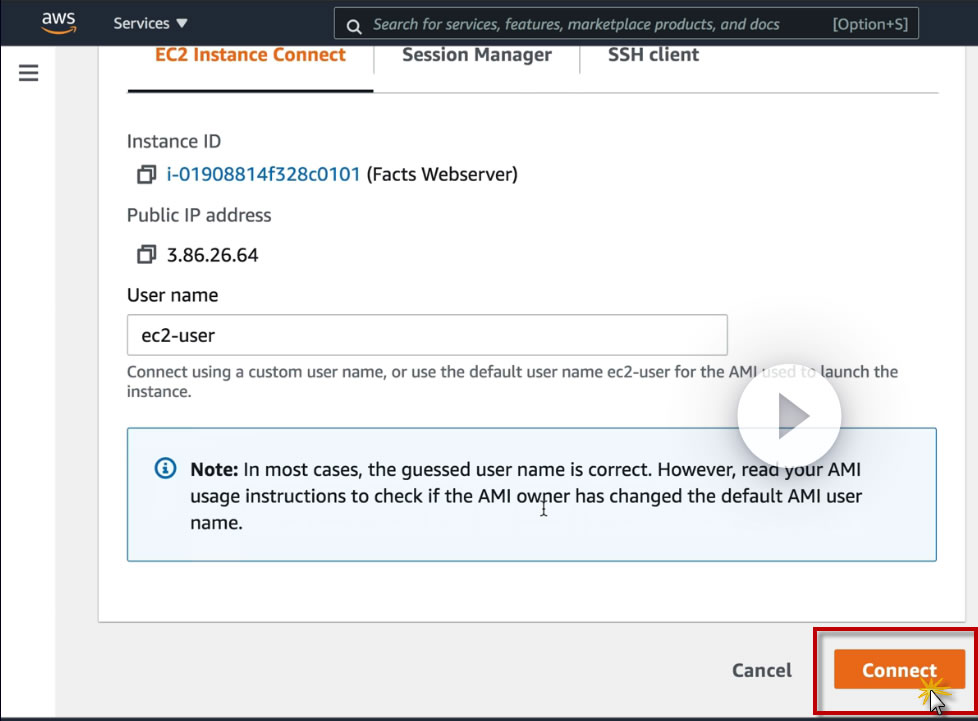 aws
Services ▼
Search for services, features, marketplace products, and docs
[Option+S]
EC2 Instance Connect
Session Manager
SSH client
Instance ID
i-01908814f328c0101 (Facts Webserver)
Public IP address
3.86.26.64
User name
ec2-user
Connect using a custom user name, or use the default user name ec2-user for the AMI used to launch the
instance.
Note: In most cases, the guessed user name is correct. However, read your AMI
usage instructions to check if the AMI owner has changed the default AMI user
name.
Cancel
Connect